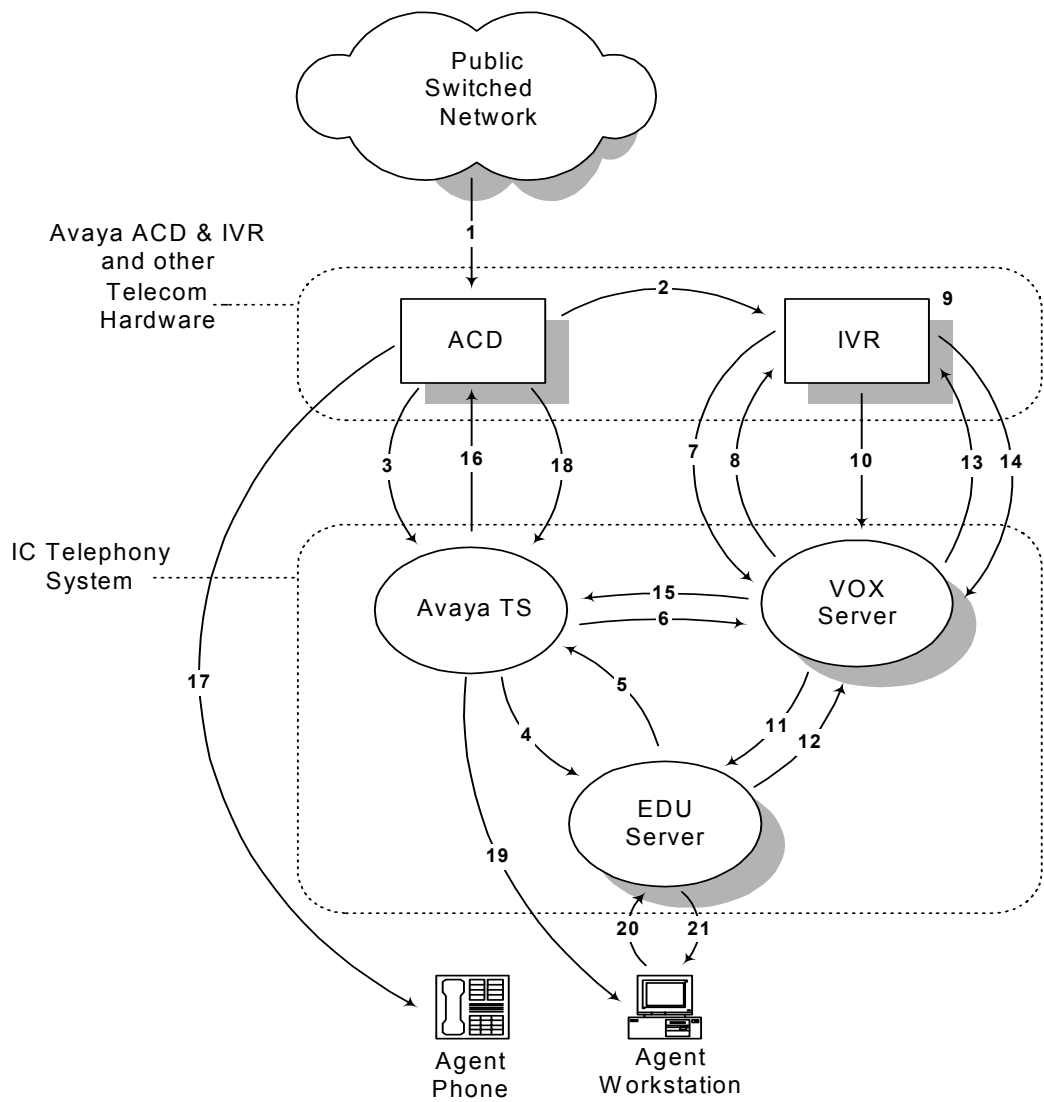 Public
Switched
Network
1
Avaya ACD & IVR
and other
Telecom
Hardware
2
9
ACD
IVR
3
16
18
7
8
10
13
14
IC Telephony
System
Avaya TS
15
6
VOX
Server
17
5
4
11
12
EDU
Server
19
20
21
Agent
Phone
Agent
Workstation